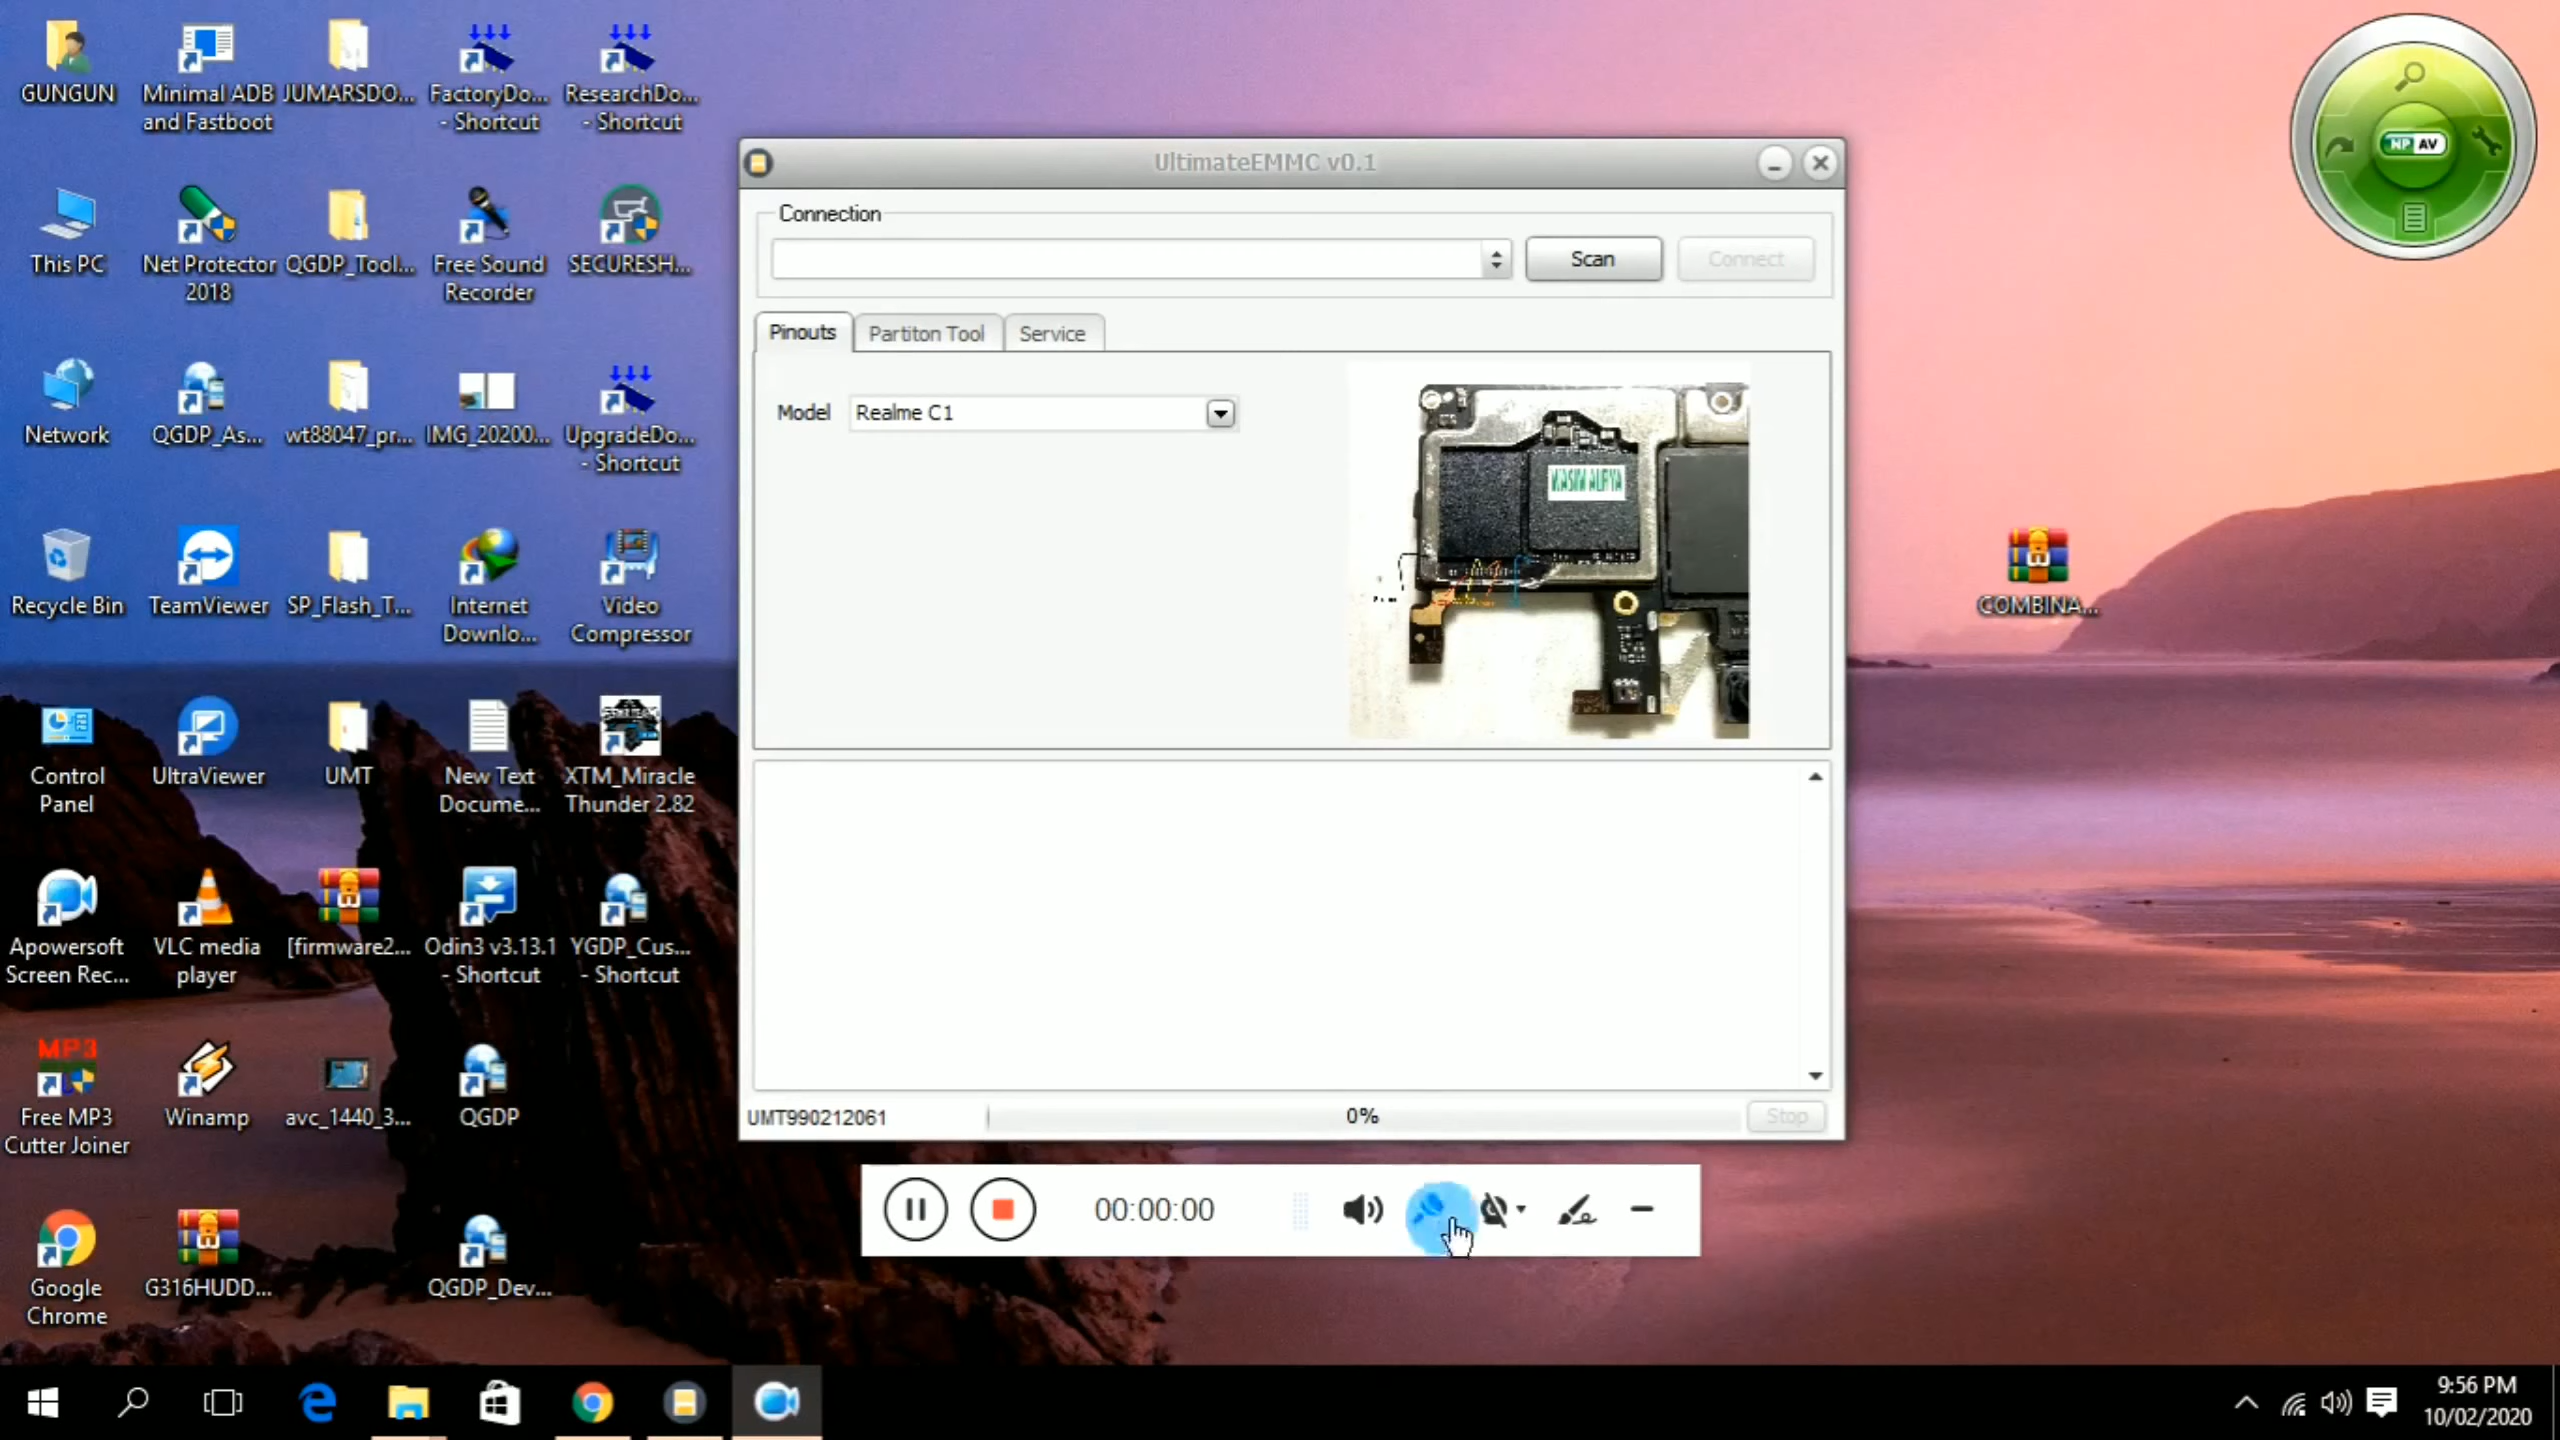 GUNGUN
Minimal ADB and Fastboot
JUMARSDO...
FactoryDo... - Shortcut
ResearchDo... - Shortcut
This PC
Net Protector 2018
QGDP_Tool...
Free Sound Recorder
SECURESH...
Network
QGDP_As...
wt88047_pr...
IMG_20200...
UpgradeDo... - Shortcut
Recycle Bin
TeamViewer
SP_Flash_T...
Internet Downlo...
Video Compressor
Control Panel
UltraViewer
UMT
New Text Docume...
XTM_Miracle Thunder 2.82
Apowersoft Screen Rec...
VLC media player
[firmware2...
Odin3 v3.13.1 - Shortcut
YGDP_Cus... - Shortcut
MP3
Free MP3 Cutter Joiner
Winamp
avc_1440_3...
QGDP
Google Chrome
G316HUDD...
QGDP_Dev...
UltimateEMMC v0.1
Connection
Scan
Connect
Pinouts
Partiton Tool
Service
Model
Realme C1
UMT990212061
0%
Stop
00:00:00
NP AV
COMBINA...
9:56 PM
10/02/2020